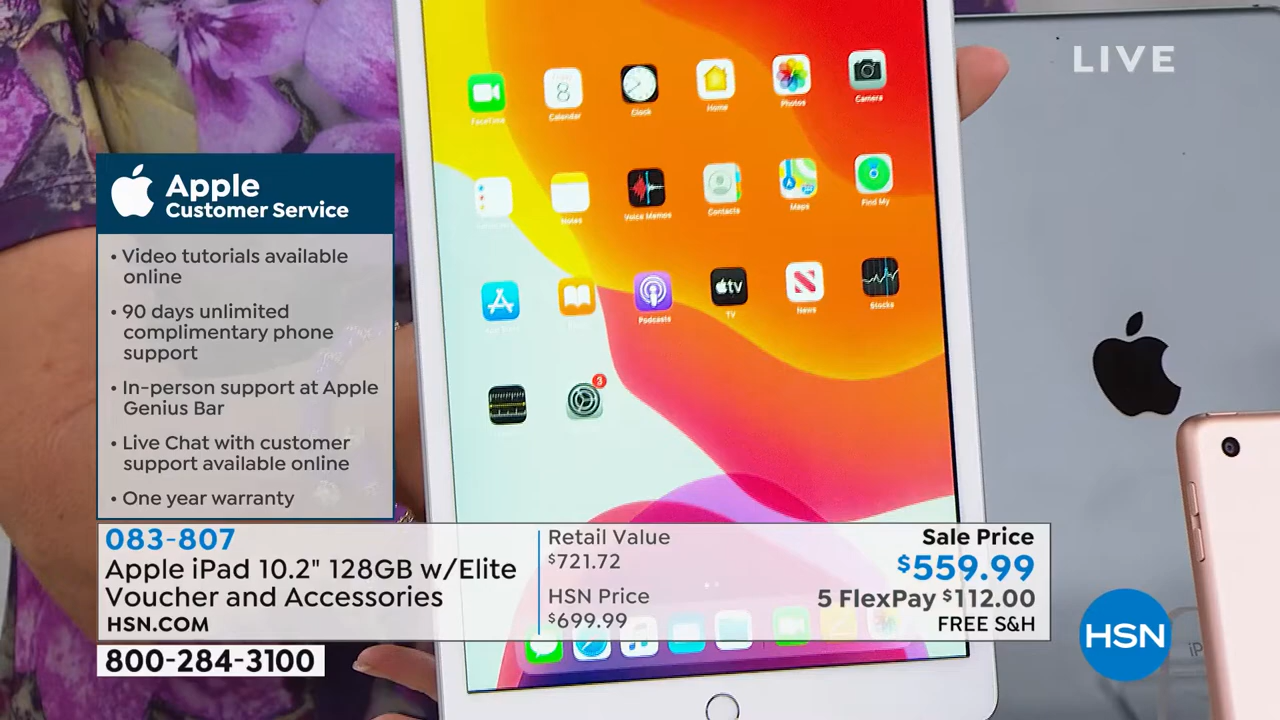 LIVE
FaceTime
8
Calendar
Clock
Home
Photos
Camera
Notes
Voice Memos
Contacts
Maps
Find My
Podcasts
tv
TV
News
Stocks
3
Apple
Customer Service
• Video tutorials available
online
• 90 days unlimited
complimentary phone
support
• In-person support at Apple
Genius Bar
• Live Chat with customer
support available online
• One year warranty
083-807
Apple iPad 10.2" 128GB w/Elite
Voucher and Accessories
HSN.COM
Retail Value
$721.72
HSN Price
$699.99
Sale Price
$559.99
5 FlexPay $112.00
FREE S&H
800-284-3100
HSN